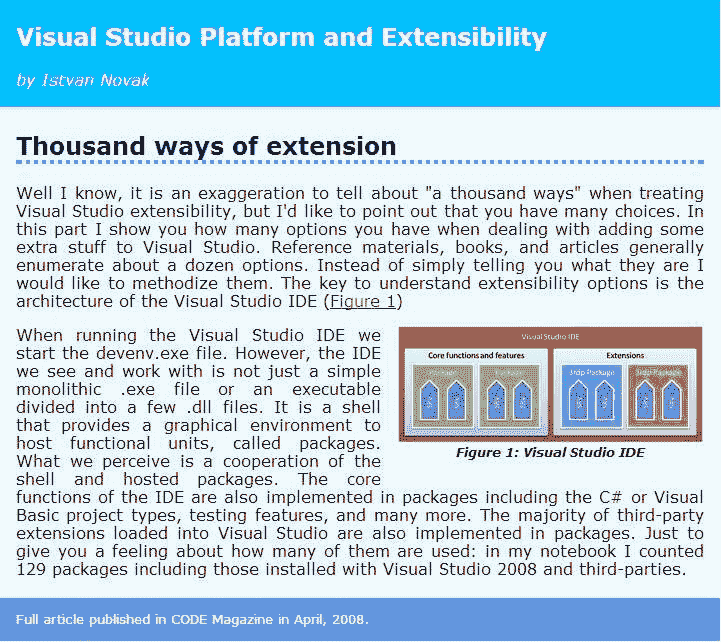 Visual Studio Platform and Extensibility
by Istvan Novak
Thousand ways of extension
Well I know, it is an exaggeration to tell about "a thousand ways" when treating
Visual Studio extensibility, but I'd like to point out that you have many choices. In
this part I show you how many options you have when dealing with adding some
extra stuff to Visual Studio. Reference materials, books, and articles generally
enumerate about a dozen options. Instead of simply telling you what they are I
would like to methodize them. The key to understand extensibility options is the
architecture of the Visual Studio IDE (Figure 1)
When running the Visual Studio IDE we
start the devenv.exe file. However, the IDE
we see and work with is not just a simple
monolithic .exe file or an executable
divided into a few .dll files. It is a shell
that provides a graphical environment to
host functional units, called packages.
What we perceive is a cooperation of the
shell and hosted packages. The core
functions of the IDE are also implemented in packages including the C# or Visual
Basic project types, testing features, and many more. The majority of third-party
extensions loaded into Visual Studio are also implemented in packages. Just to
give you a feeling about how many of them are used: in my notebook I counted
129 packages including those installed with Visual Studio 2008 and third-parties.
Visual Studio IDE
Core functions and features
Extensions
Package
Package
3rdp Package
3rdp Package
Figure 1: Visual Studio IDE
Full article published in CODE Magazine in April, 2008.